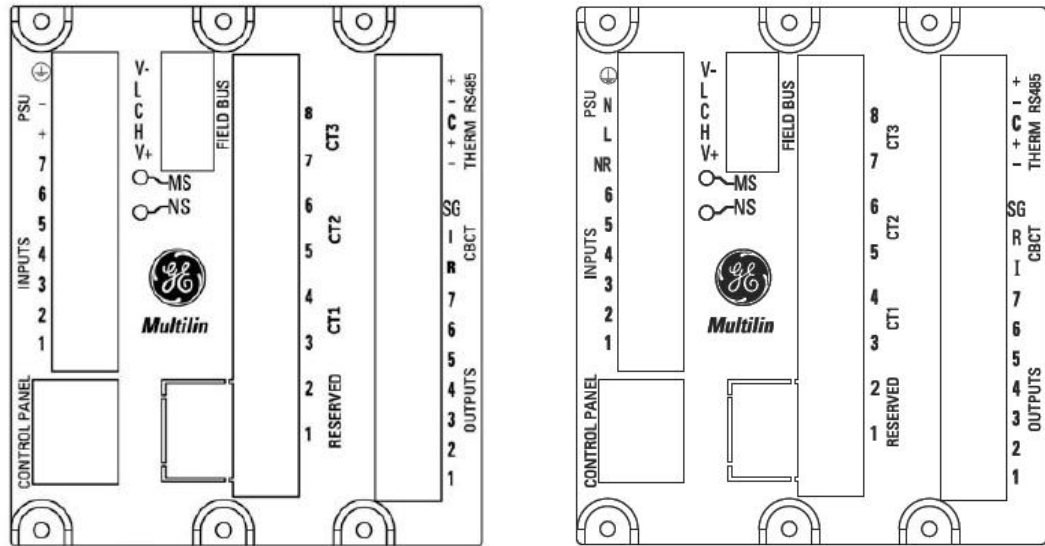 PSU
-
+
7
6
5
4
3
2
1
INPUTS
CONTROL PANEL
V-
L
C
H
V+
FIELD BUS
MS
NS
GE
Multilin
8
7
CT3
6
5
CT2
4
3
CT1
2
1
RESERVED
+
-
C
+
-
RS485
THERM
SG
I
R
CBCT
7
6
5
4
3
2
1
OUTPUTS
PSU
N
L
NR
6
5
4
3
2
1
INPUTS
CONTROL PANEL
V-
L
C
H
V+
FIELD BUS
MS
NS
GE
Multilin
8
7
CT3
6
5
CT2
4
3
CT1
2
1
RESERVED
+
-
C
+
-
RS485
THERM
SG
R
I
CBCT
7
6
5
4
3
2
1
OUTPUTS